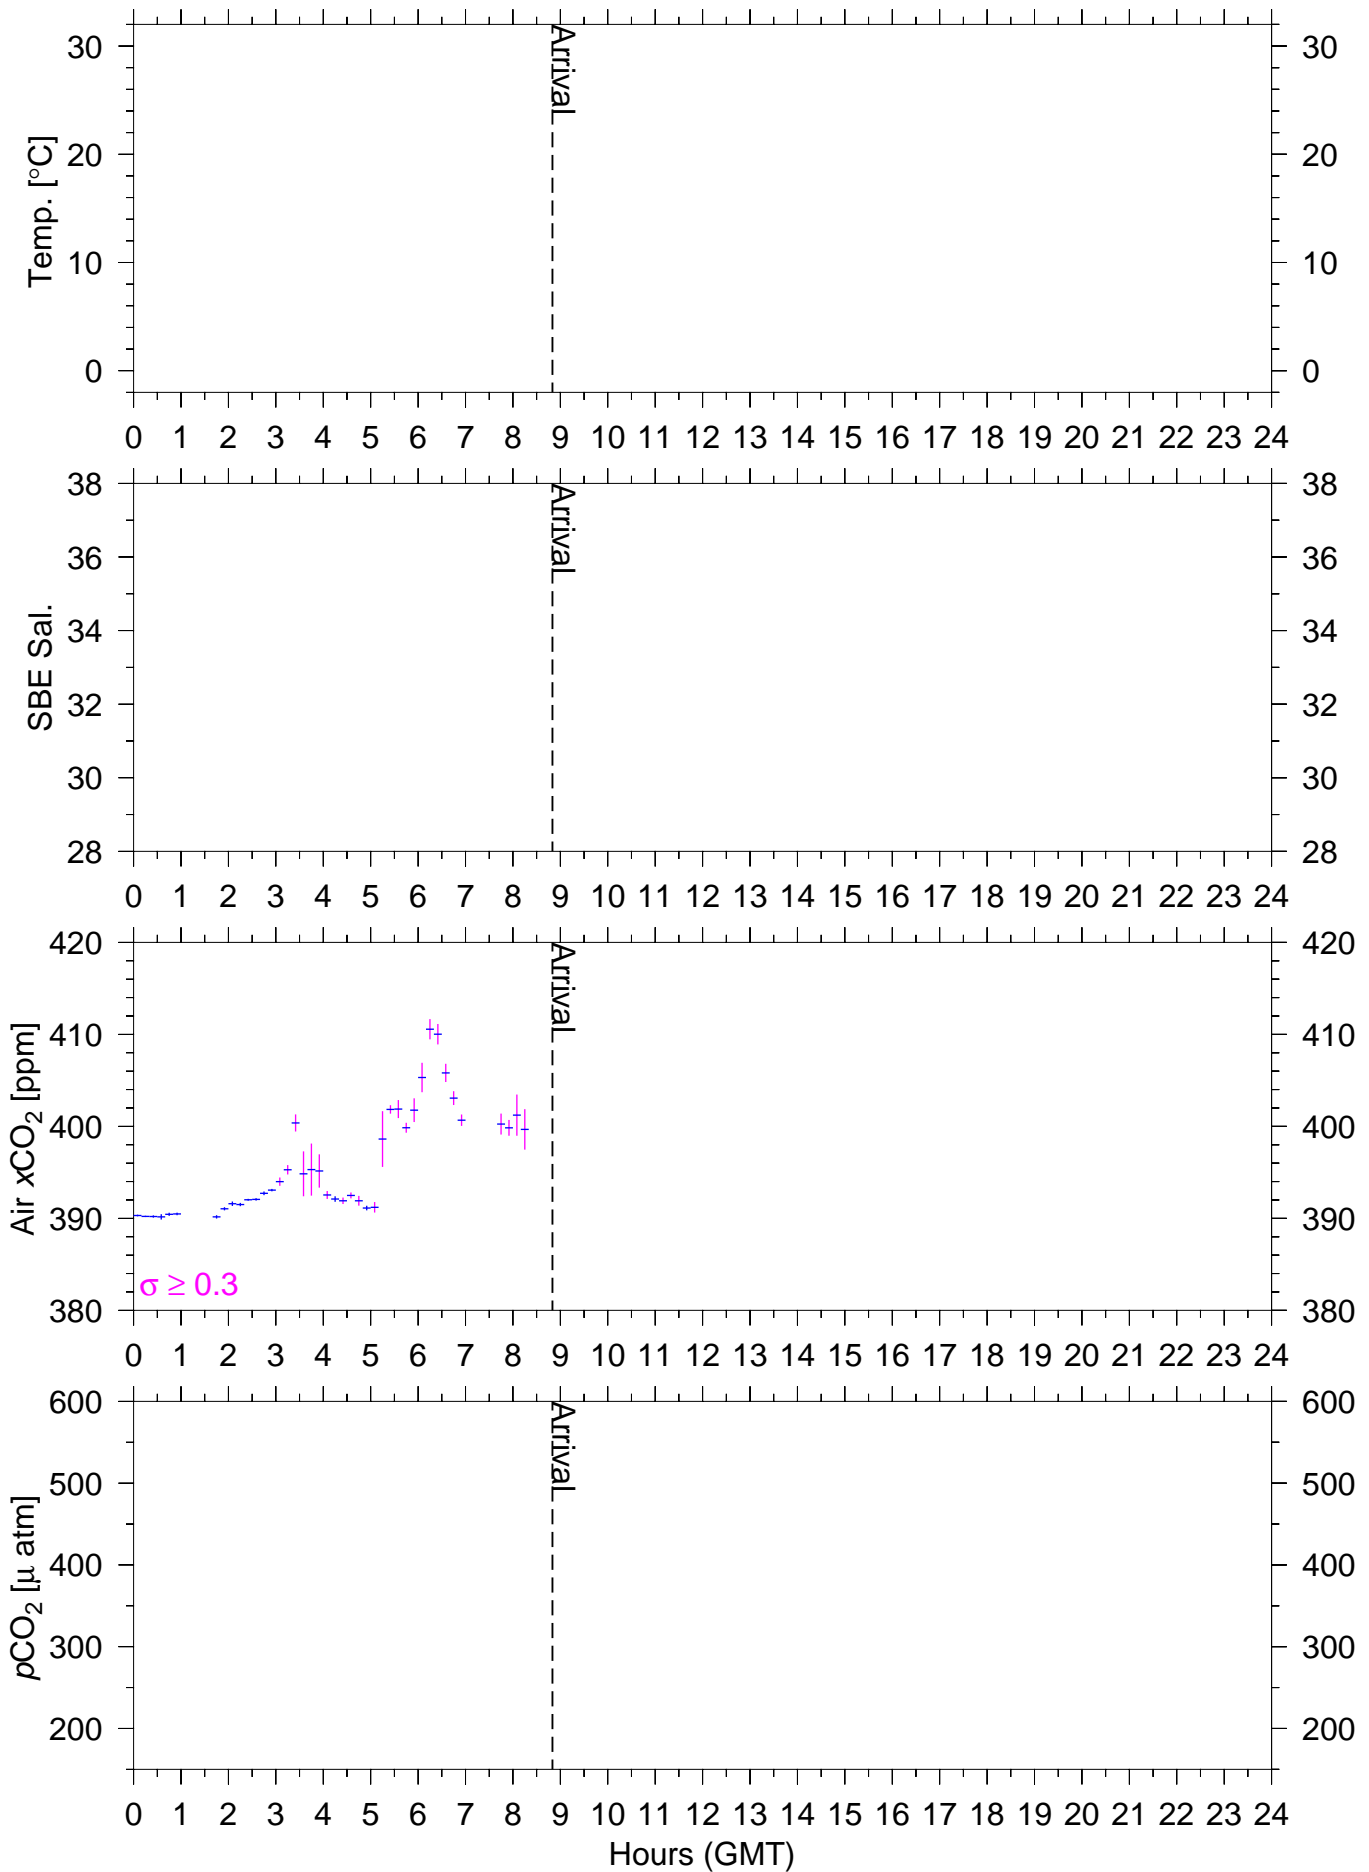 30 30
20 20
10 10
0 0
Temp. [°C]
Arrival
0 1 2 3 4 5 6 7 8 9 10 11 12 13 14 15 16 17 18 19 20 21 22 23 24
38 38
36 36
34 34
32 32
30 30
28 28
SBE Sal.
Arrival
0 1 2 3 4 5 6 7 8 9 10 11 12 13 14 15 16 17 18 19 20 21 22 23 24
420 420
410 410
400 400
390 390
380 380
Air xCO₂ [ppm]
Arrival
σ ≥ 0.3
0 1 2 3 4 5 6 7 8 9 10 11 12 13 14 15 16 17 18 19 20 21 22 23 24
600 600
500 500
400 400
300 300
200 200
pCO₂ [μ atm]
Arrival
0 1 2 3 4 5 6 7 8 9 10 11 12 13 14 15 16 17 18 19 20 21 22 23 24
Hours (GMT)